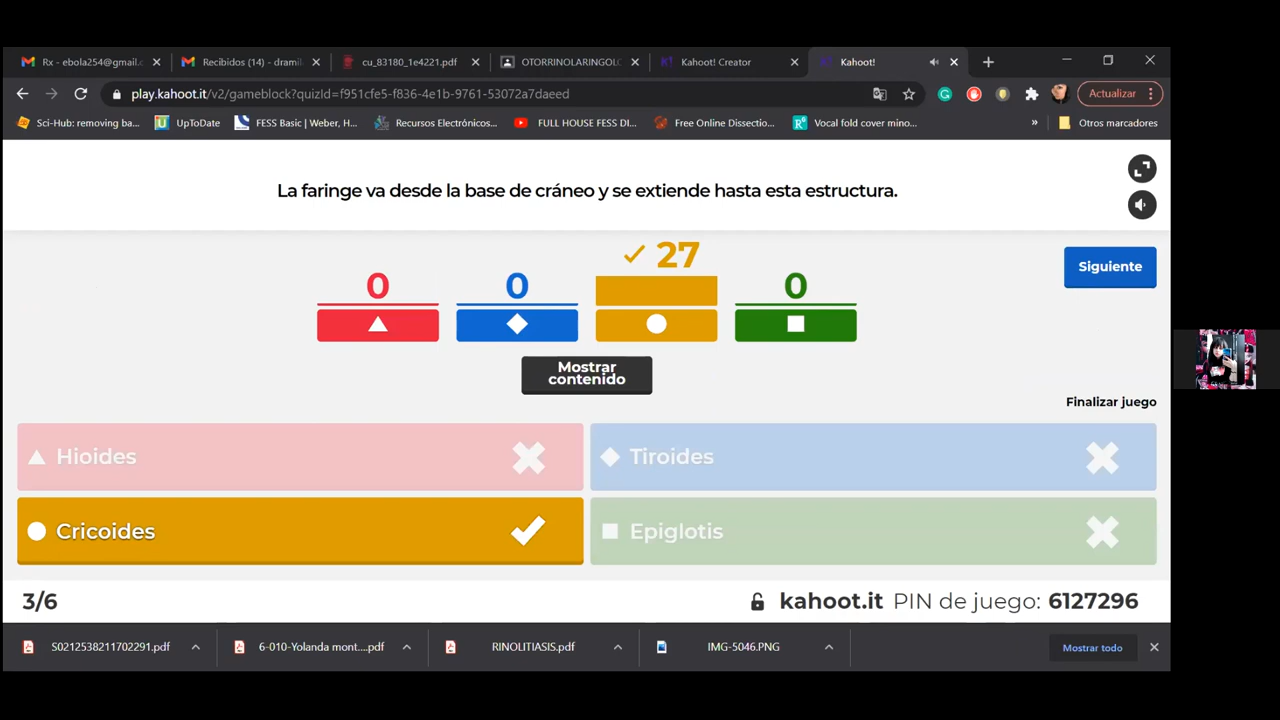 Rx - ebola254@gmail.c
Recibidos (14) - dramil
cu_83180_1e4221.pdf
OTORRINOLARINGOLO
Kahoot! Creator
Kahoot!
play.kahoot.it/v2/gameblock?quizId=f951cfe5-f836-4e1b-9761-53072a7daeed
Actualizar
Sci-Hub: removing ba...
UpToDate
FESS Basic | Weber, H...
Recursos Electrónicos...
FULL HOUSE FESS DI...
Free Online Dissectio...
Vocal fold cover mino...
»
Otros marcadores
La faringe va desde la base de cráneo y se extiende hasta esta estructura.
0
0
27
0
Siguiente
Mostrar
contenido
Finalizar juego
Hioides
Tiroides
Cricoides
Epiglotis
3/6
kahoot.it PIN de juego: 6127296
S0212538211702291.pdf
6-010-Yolanda mont....pdf
RINOLITIASIS.pdf
IMG-5046.PNG
Mostrar todo